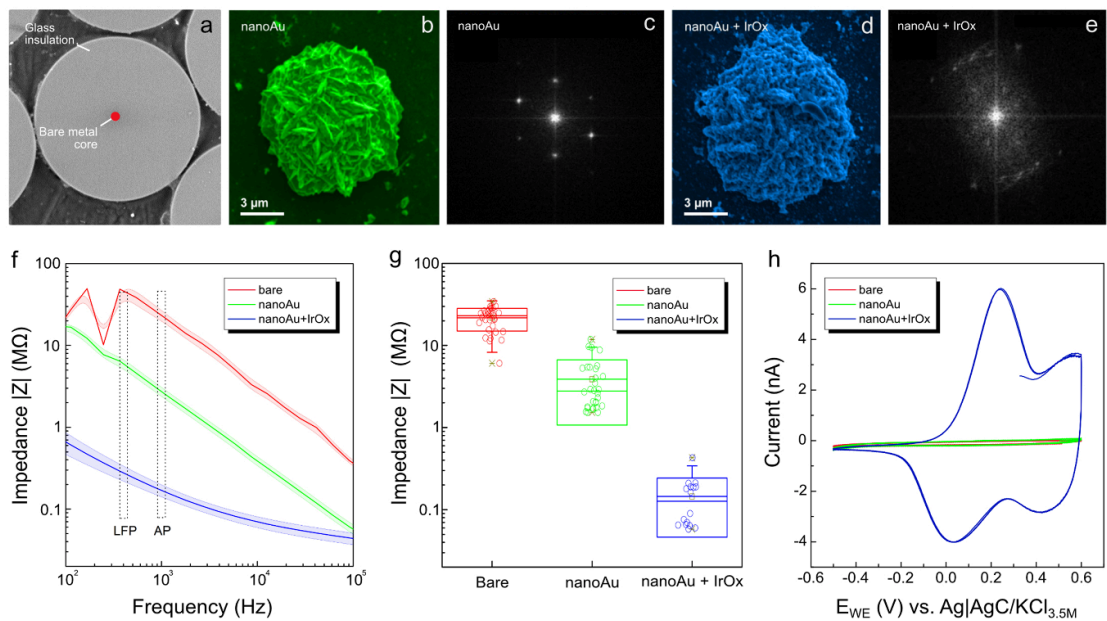 Glass
insulation
a
Bare metal
core
nanoAu
b
3 µm
nanoAu
c
nanoAu + IrOx
d
3 µm
nanoAu + IrOx
e
f
100
10
1
0.1
Impedance |Z| (MΩ)
bare
nanoAu
nanoAu+IrOx
LFP
AP
10²
10³
10⁴
10⁵
Frequency (Hz)
g
100
10
1
0.1
Impedance |Z| (MΩ)
bare
nanoAu
nanoAu+IrOx
Bare
nanoAu
nanoAu + IrOx
h
6
4
2
0
-2
-4
Current (nA)
bare
nanoAu
nanoAu+IrOx
-0.6
-0.4
-0.2
0.0
0.2
0.4
0.6
E_WE (V) vs. Ag|AgC/KCl_3.5M